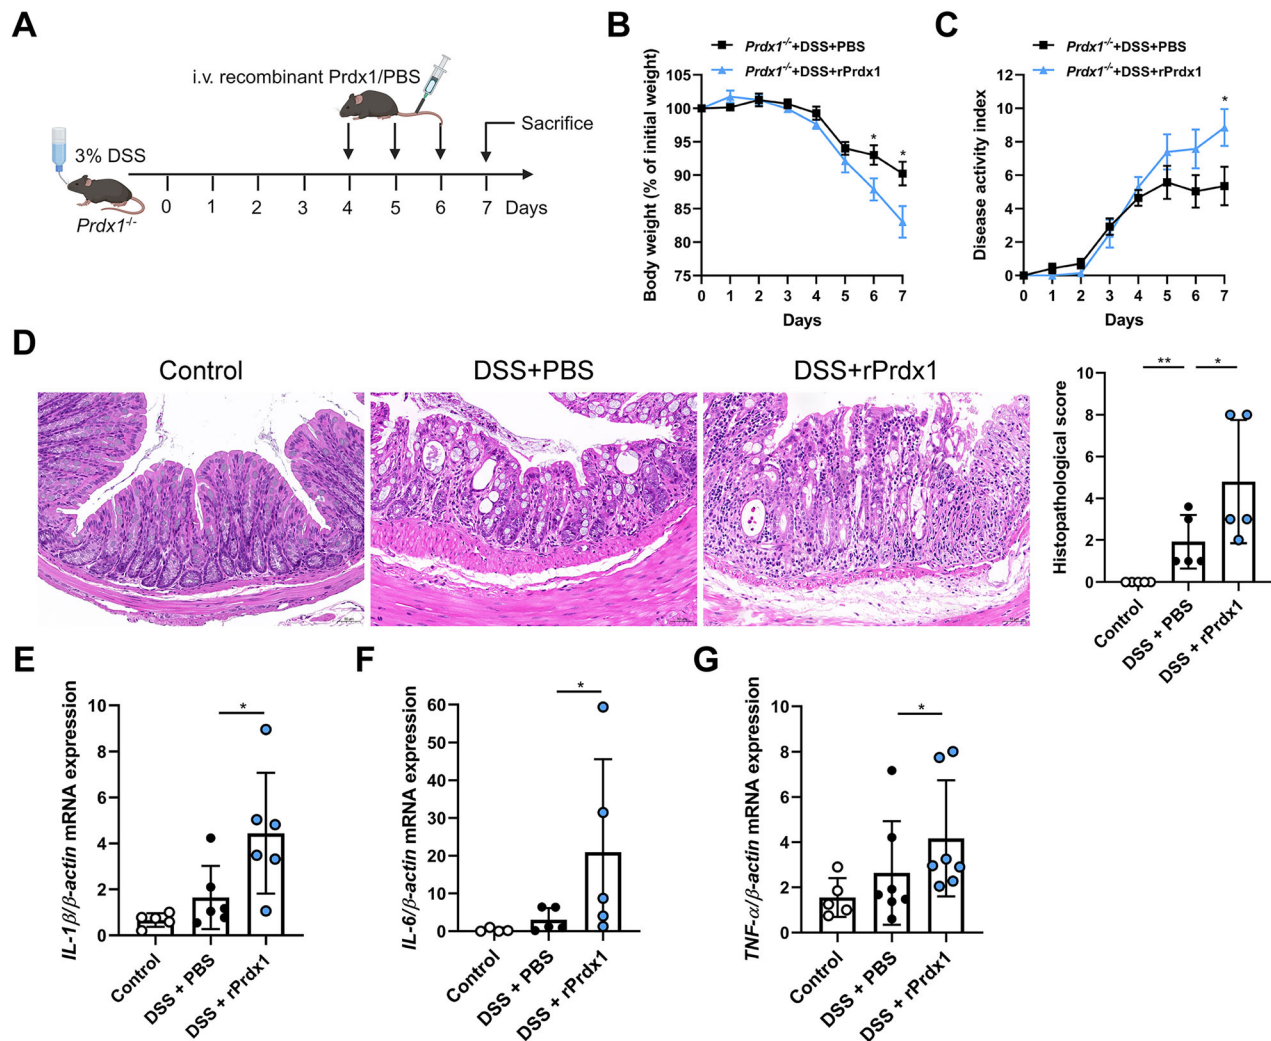 A
i.v. recombinant Prdx1/PBS
Sacrifice
3% DSS
Prdx1-/-
0 1 2 3 4 5 6 7 Days
B
Prdx1-/-+DSS+PBS
Prdx1-/-+DSS+rPrdx1
Body weight (% of initial weight)
105
100
95
90
85
80
75
* *
0 1 2 3 4 5 6 7
Days
C
Prdx1-/-+DSS+PBS
Prdx1-/-+DSS+rPrdx1
Disease activity index
12
10
8
6
4
2
0
*
0 1 2 3 4 5 6 7
Days
D
Control
DSS+PBS
DSS+rPrdx1
Histopathological score
10
8
6
4
2
0
** *
Control
DSS + PBS
DSS + rPrdx1
E
IL-1β/β-actin mRNA expression
10
8
6
4
2
0
*
Control
DSS + PBS
DSS + rPrdx1
F
IL-6/β-actin mRNA expression
60
50
40
30
20
10
0
*
Control
DSS + PBS
DSS + rPrdx1
G
TNF-α/β-actin mRNA expression
10
8
6
4
2
0
*
Control
DSS + PBS
DSS + rPrdx1